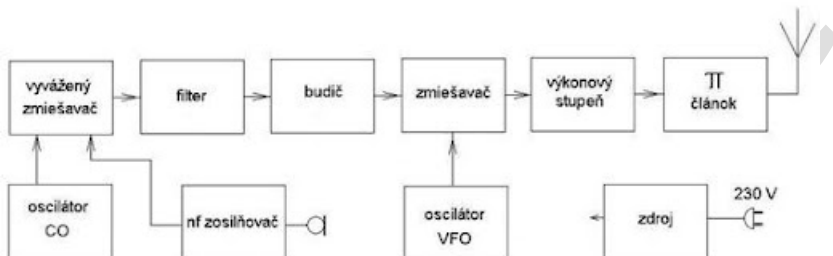 vyvážený
zmiešavač
filter
budič
zmiešavač
výkonový
stupeň
π
článok
oscilátor
CO
nf zosilňovač
oscilátor
VFO
zdroj
230 V